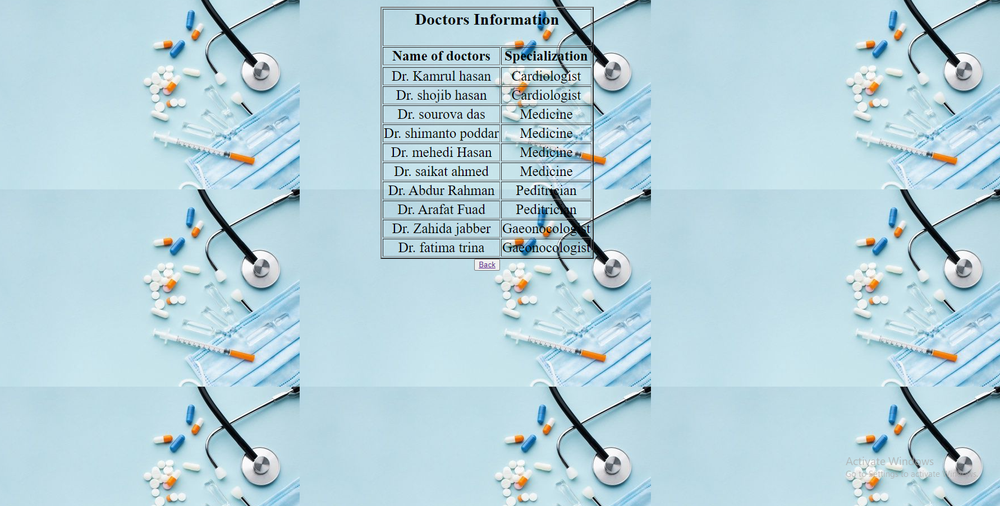 Doctors Information
Name of doctors Specialization
Dr. Kamrul hasan Cardiologist
Dr. shojib hasan Cardiologist
Dr. sourova das Medicine
Dr. shimanto poddar Medicine
Dr. mehedi Hasan Medicine
Dr. saikat ahmed Medicine
Dr. Abdur Rahman Peditrician
Dr. Arafat Fuad Peditrician
Dr. Zahida jabber Gaeonocologist
Dr. fatima trina Gaeonocologist
Back
Activate Windows
Go to Settings to activate Windows.